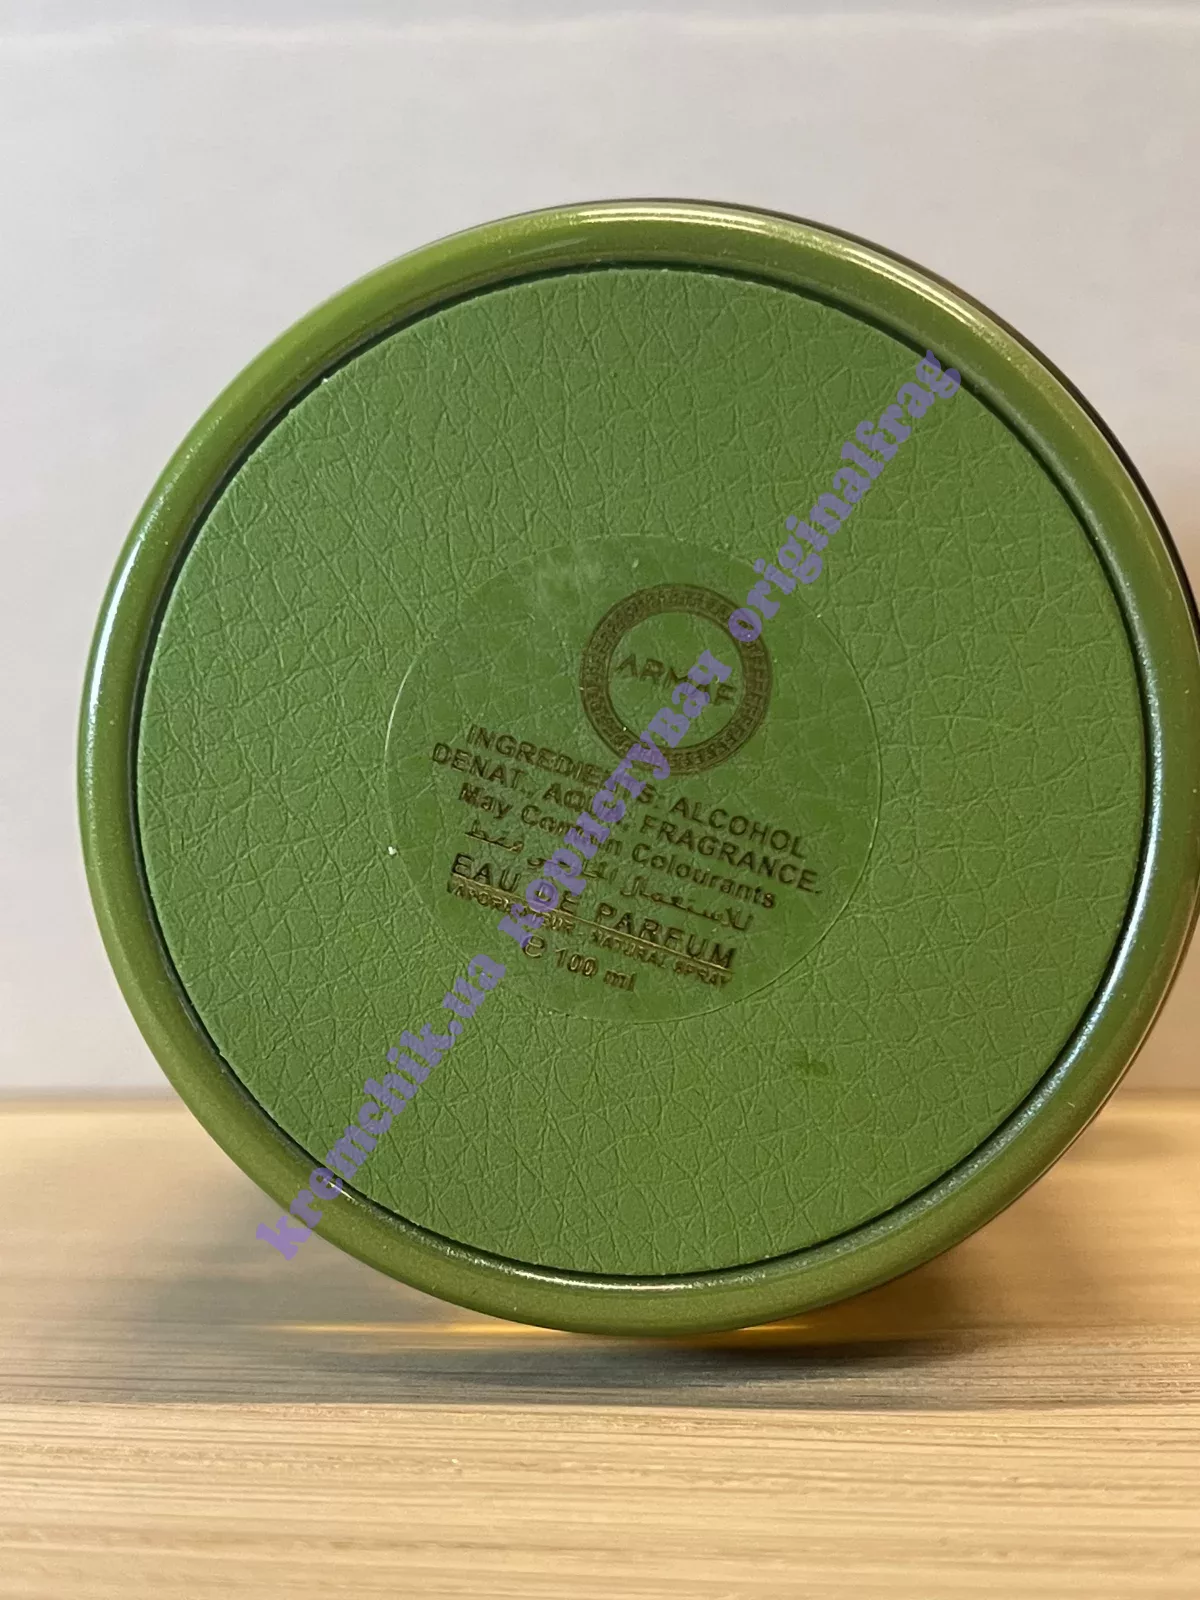 ARMAF
INGREDIENTS: ALCOHOL
DENAT., AQUA, FRAGRANCE.
May Contain Colourants
للاستعمال الخارجي فقط
EAU DE PARFUM
VAPORISATEUR - NATURAL SPRAY
℮ 100 ml
kremchik.ua користувач originalfrag